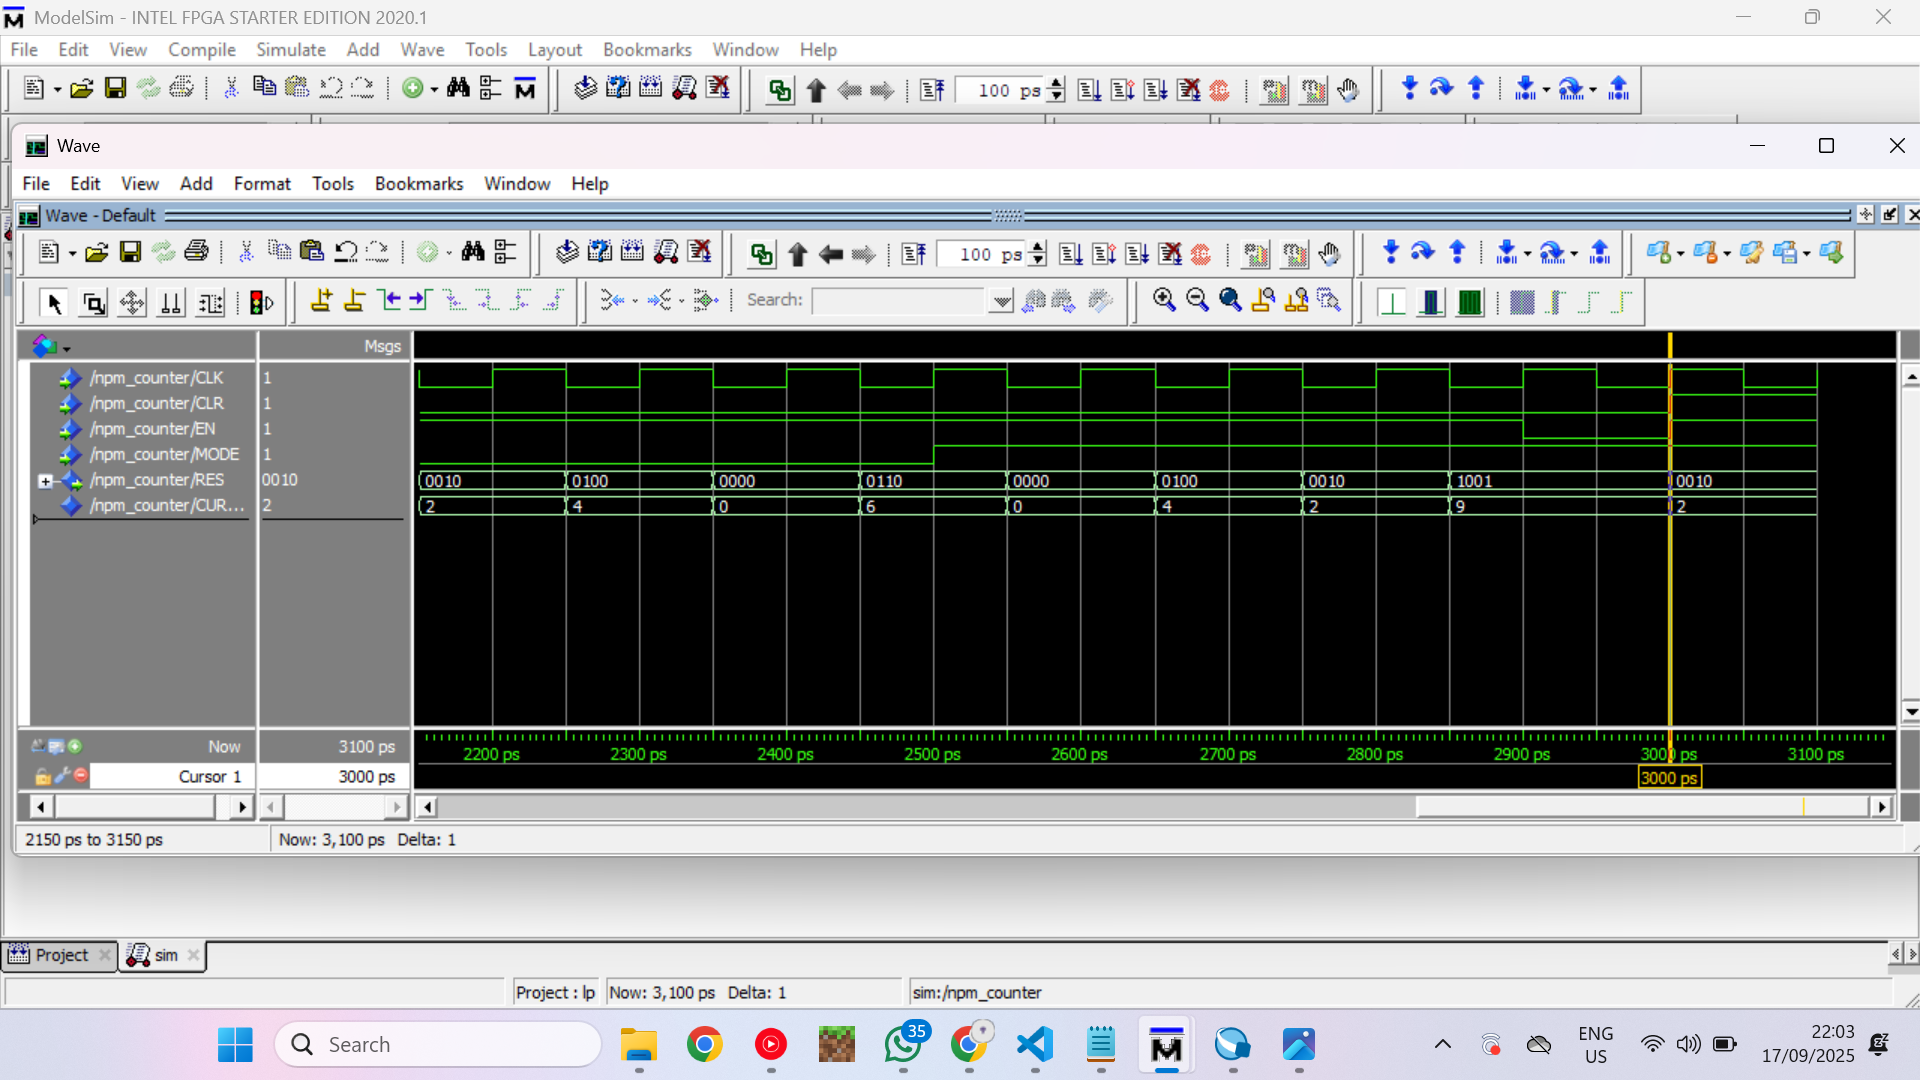 ModelSim - INTEL FPGA STARTER EDITION 2020.1
File Edit View Compile Simulate Add Wave Tools Layout Bookmarks Window Help
100 ps
Wave
File Edit View Add Format Tools Bookmarks Window Help
Wave - Default
100 ps
Search:
Msgs
/npm_counter/CLK 1
/npm_counter/CLR 1
/npm_counter/EN 1
/npm_counter/MODE 1
/npm_counter/RES 0010 0010 0100 0000 0110 0000 0100 0010 1001 0010
/npm_counter/CUR... 2 2 4 0 6 0 4 2 9 2
Now 3100 ps 2200 ps 2300 ps 2400 ps 2500 ps 2600 ps 2700 ps 2800 ps 2900 ps 3000 ps 3100 ps
Cursor 1 3000 ps 3000 ps
2150 ps to 3150 ps Now: 3,100 ps Delta: 1
Project sim
Project : lp Now: 3,100 ps Delta: 1 sim:/npm_counter
Search 35 ENG 22:03
US 17/09/2025